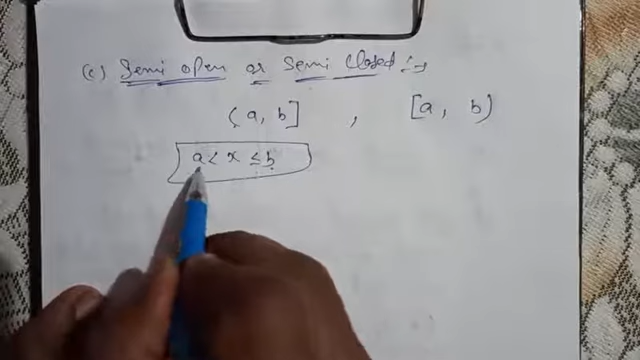 (c) Semi open or Semi closed :-
(a, b] , [a, b)
a < x ≤ b